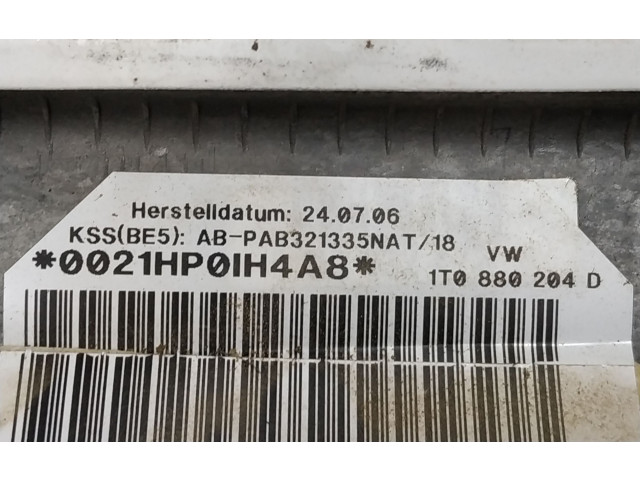 Herstelldatum: 24.07.06
KSS(BE5): AB-PAB321335NAT/18 VW
*0021HP0IH4A8* 1T0 880 204 D